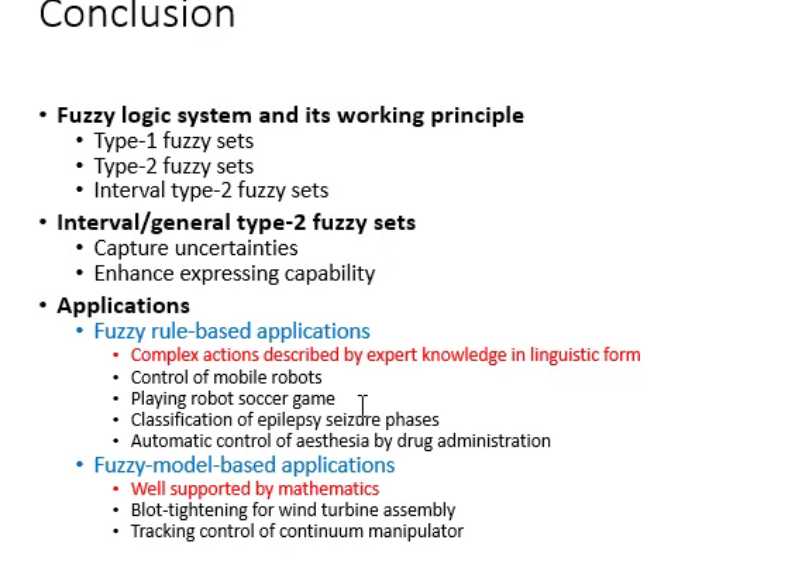 Conclusion
• Fuzzy logic system and its working principle
• Type-1 fuzzy sets
• Type-2 fuzzy sets
• Interval type-2 fuzzy sets
• Interval/general type-2 fuzzy sets
• Capture uncertainties
• Enhance expressing capability
• Applications
• Fuzzy rule-based applications
• Complex actions described by expert knowledge in linguistic form
• Control of mobile robots
• Playing robot soccer game
• Classification of epilepsy seizure phases
• Automatic control of aesthesia by drug administration
• Fuzzy-model-based applications
• Well supported by mathematics
• Blot-tightening for wind turbine assembly
• Tracking control of continuum manipulator